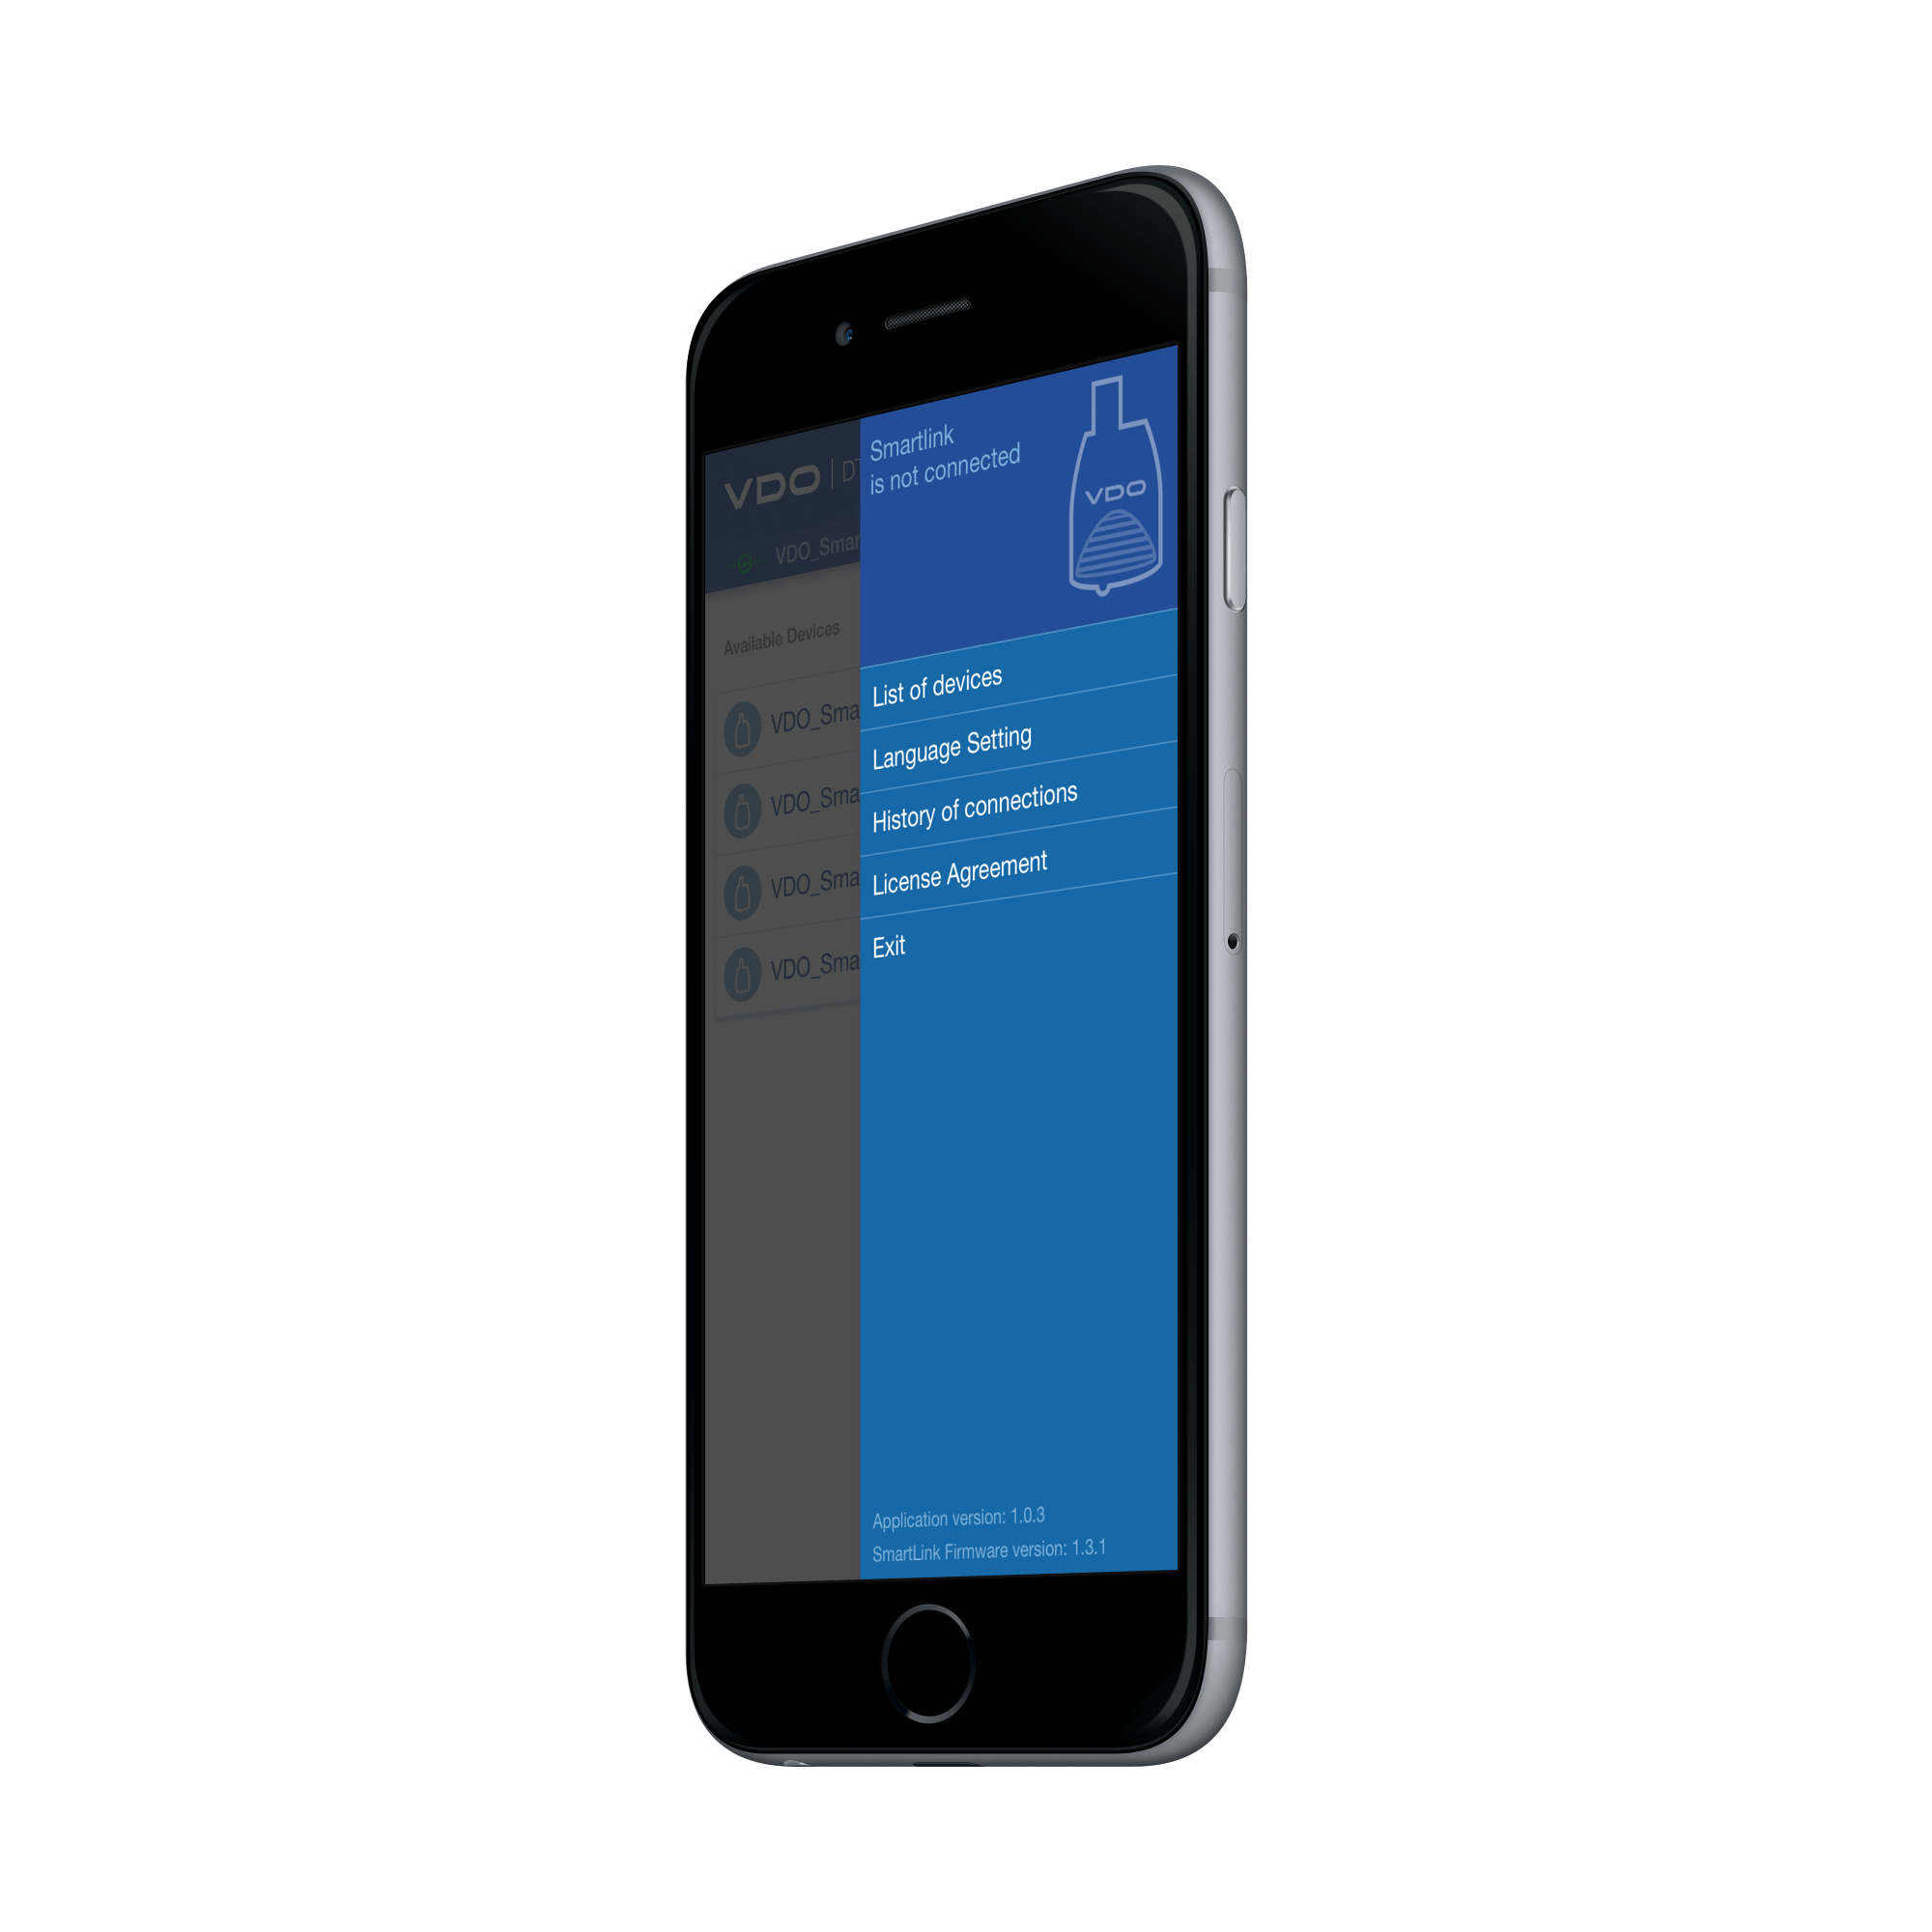 VDO | DT
VDO_Smar
Available Devices
VDO_Sma
VDO_Sma
VDO_Sma
VDO_Sma
Smartlink
is not connected
VDO
List of devices
Language Setting
History of connections
License Agreement
Exit
Application version: 1.0.3
SmartLink Firmware version: 1.3.1